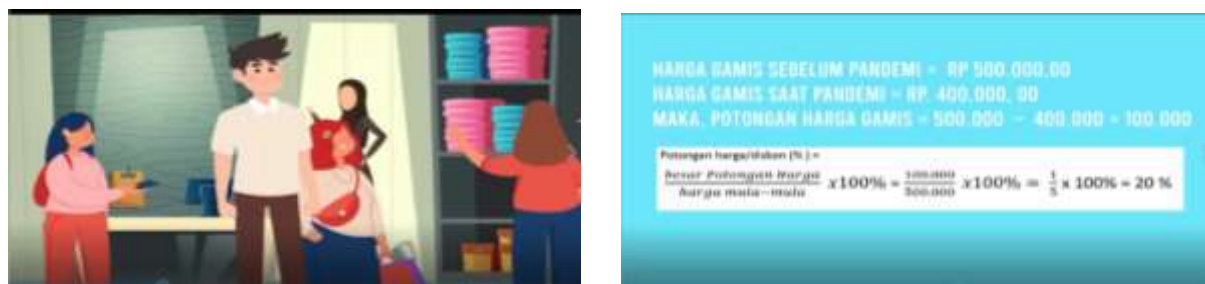 HARGA GAMIS SEBELUM PANDEMI = RP 500.000.00
HARGA GAMIS SAAT PANDEMI = RP. 400.000, 00
MAKA, POTONGAN HARGA GAMIS = 500.000 - 400.000 = 100.000
Potongan harga/diskon (%) =
besar Potongan Harga / harga mula-mula x100% = 100.000 / 500.000 x100% = 1/5 x 100% = 20 %